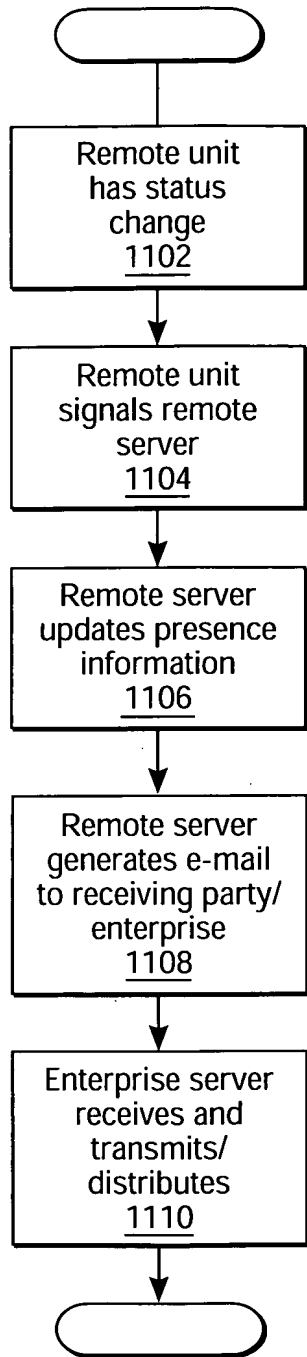 Remote unit
has status
change
1102
Remote unit
signals remote
server
1104
Remote server
updates presence
information
1106
Remote server
generates e-mail
to receiving party/
enterprise
1108
Enterprise server
receives and
transmits/
distributes
1110